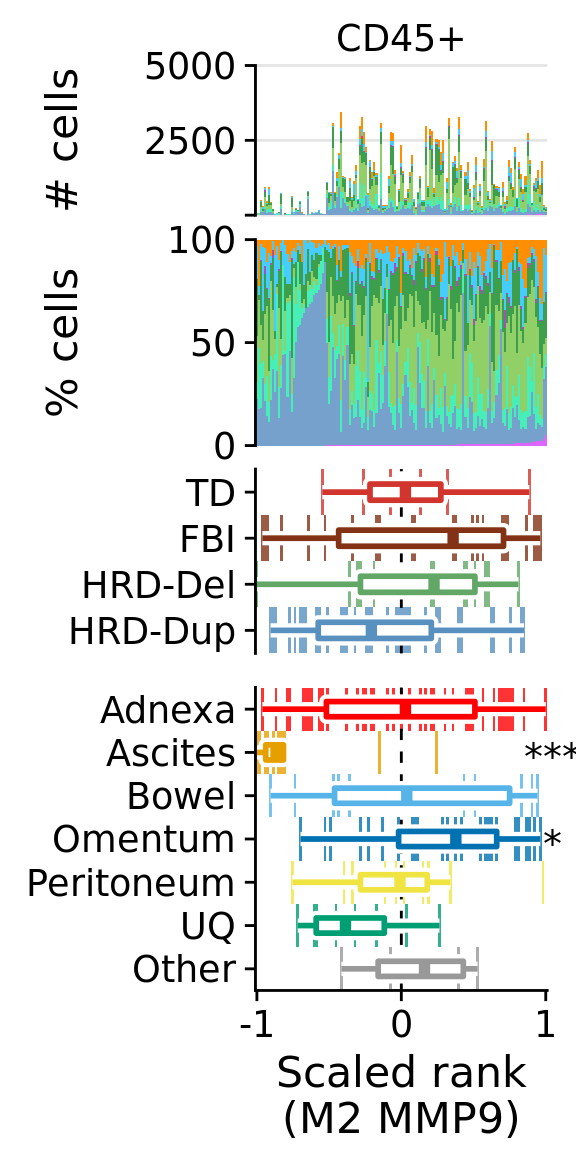 CD45+
5000
2500
# cells
100
50
0
% cells
TD
FBI
HRD-Del
HRD-Dup
Adnexa
Ascites ***
Bowel
Omentum *
Peritoneum
UQ
Other
-1 0 1
Scaled rank
(M2 MMP9)